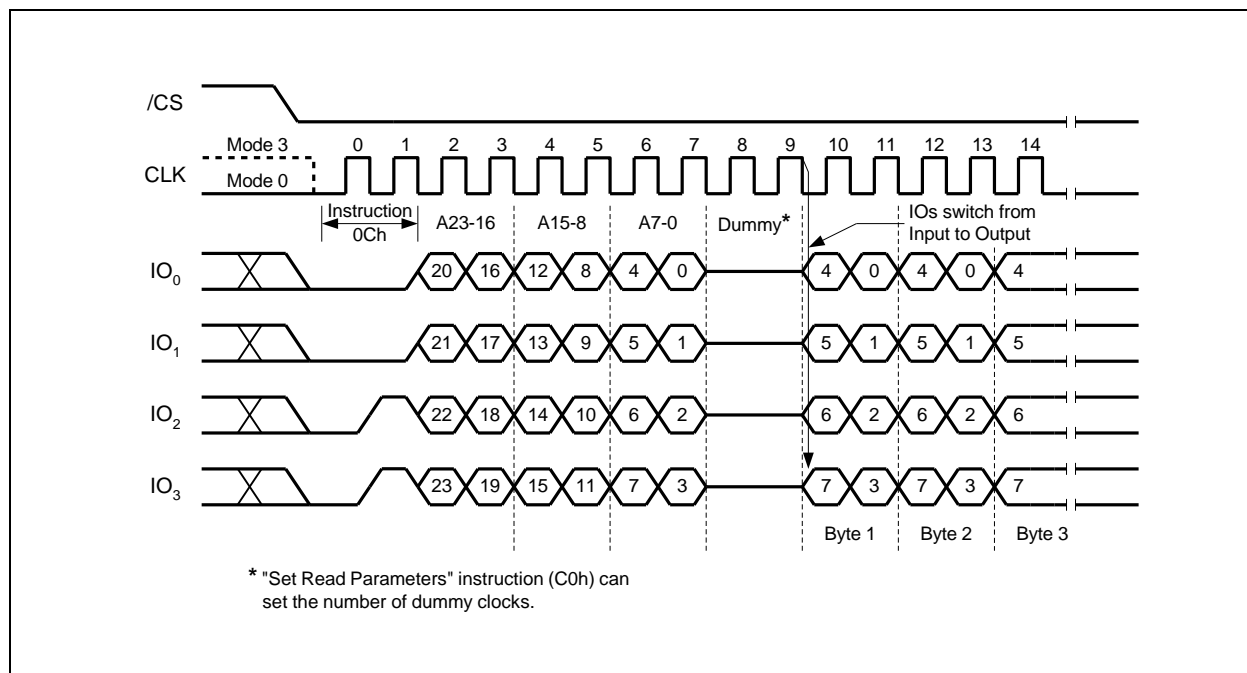 /CS
Mode 3
0 1 2 3 4 5 6 7 8 9 10 11 12 13 14
CLK
Mode 0
Instruction
0Ch
A23-16
A15-8
A7-0
Dummy*
IOs switch from
Input to Output
IO0
20 16 12 8 4 0 4 0 4 0 4
IO1
21 17 13 9 5 1 5 1 5 1 5
IO2
22 18 14 10 6 2 6 2 6 2 6
IO3
23 19 15 11 7 3 7 3 7 3 7
Byte 1
Byte 2
Byte 3
* "Set Read Parameters" instruction (C0h) can
set the number of dummy clocks.